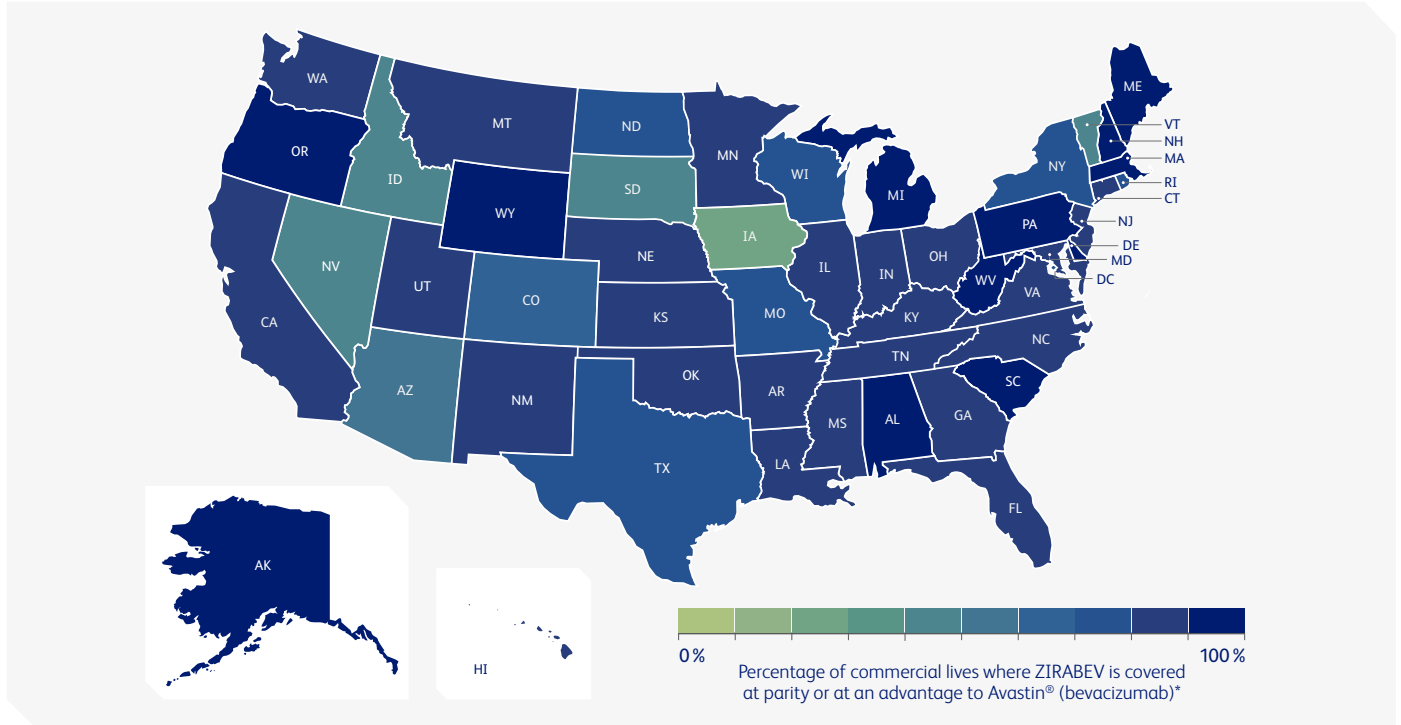 WA
OR
CA
ID
NV
MT
WY
UT
AZ
CO
NM
ND
SD
NE
KS
OK
TX
MN
IA
MO
AR
LA
WI
IL
MS
MI
IN
OH
KY
TN
AL
GA
FL
SC
NC
VA
WV
PA
NY
ME
VT
NH
MA
RI
CT
NJ
DE
MD
DC
AK
HI
0%
100%
Percentage of commercial lives where ZIRABEV is covered
at parity or at an advantage to Avastin® (bevacizumab)*